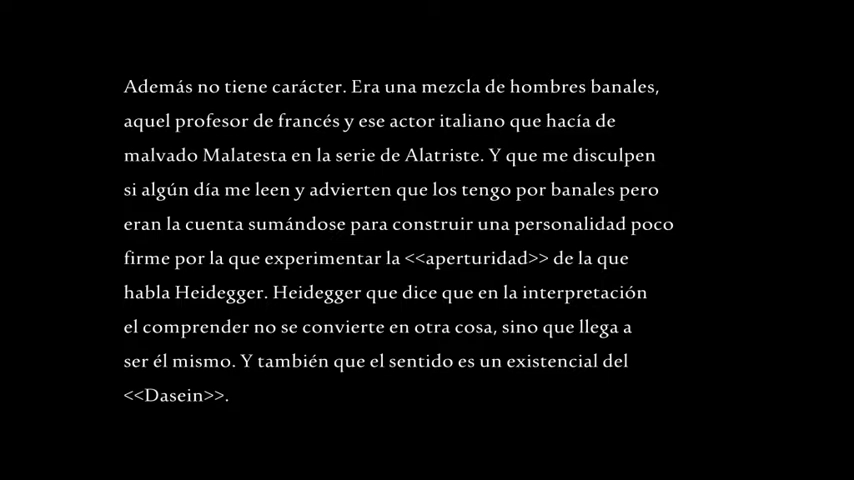 Además no tiene carácter. Era una mezcla de hombres banales,
aquel profesor de francés y ese actor italiano que hacía de
malvado Malatesta en la serie de Alatriste. Y que me disculpen
si algún día me leen y advierten que los tengo por banales pero
eran la cuenta sumándose para construir una personalidad poco
firme por la que experimentar la <<aperturidad>> de la que
habla Heidegger. Heidegger que dice que en la interpretación
el comprender no se convierte en otra cosa, sino que llega a
ser él mismo. Y también que el sentido es un existencial del
<<Dasein>>.